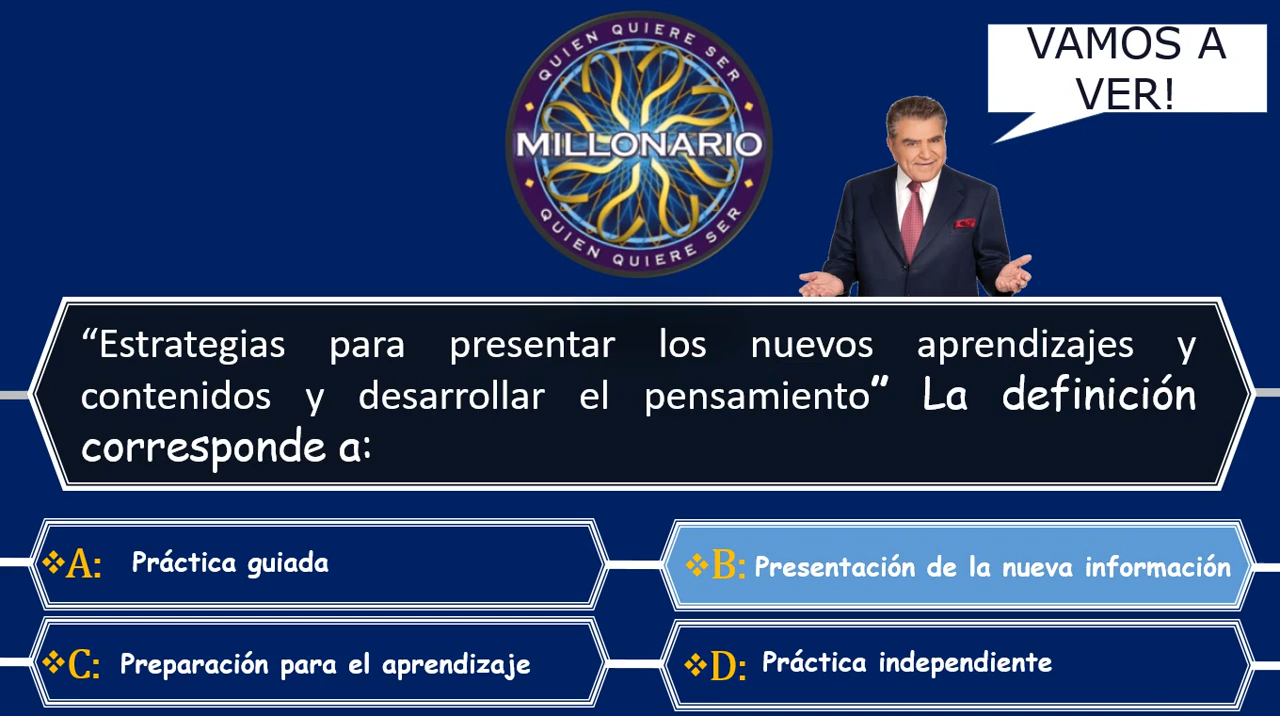 QUIEN QUIERE SER
MILLONARIO
QUIEN QUIERE SER
VAMOS A
VER!
“Estrategias para presentar los nuevos aprendizajes y
contenidos y desarrollar el pensamiento” La definición
corresponde a:
❖A: Práctica guiada
❖B: Presentación de la nueva información
❖C: Preparación para el aprendizaje
❖D: Práctica independiente